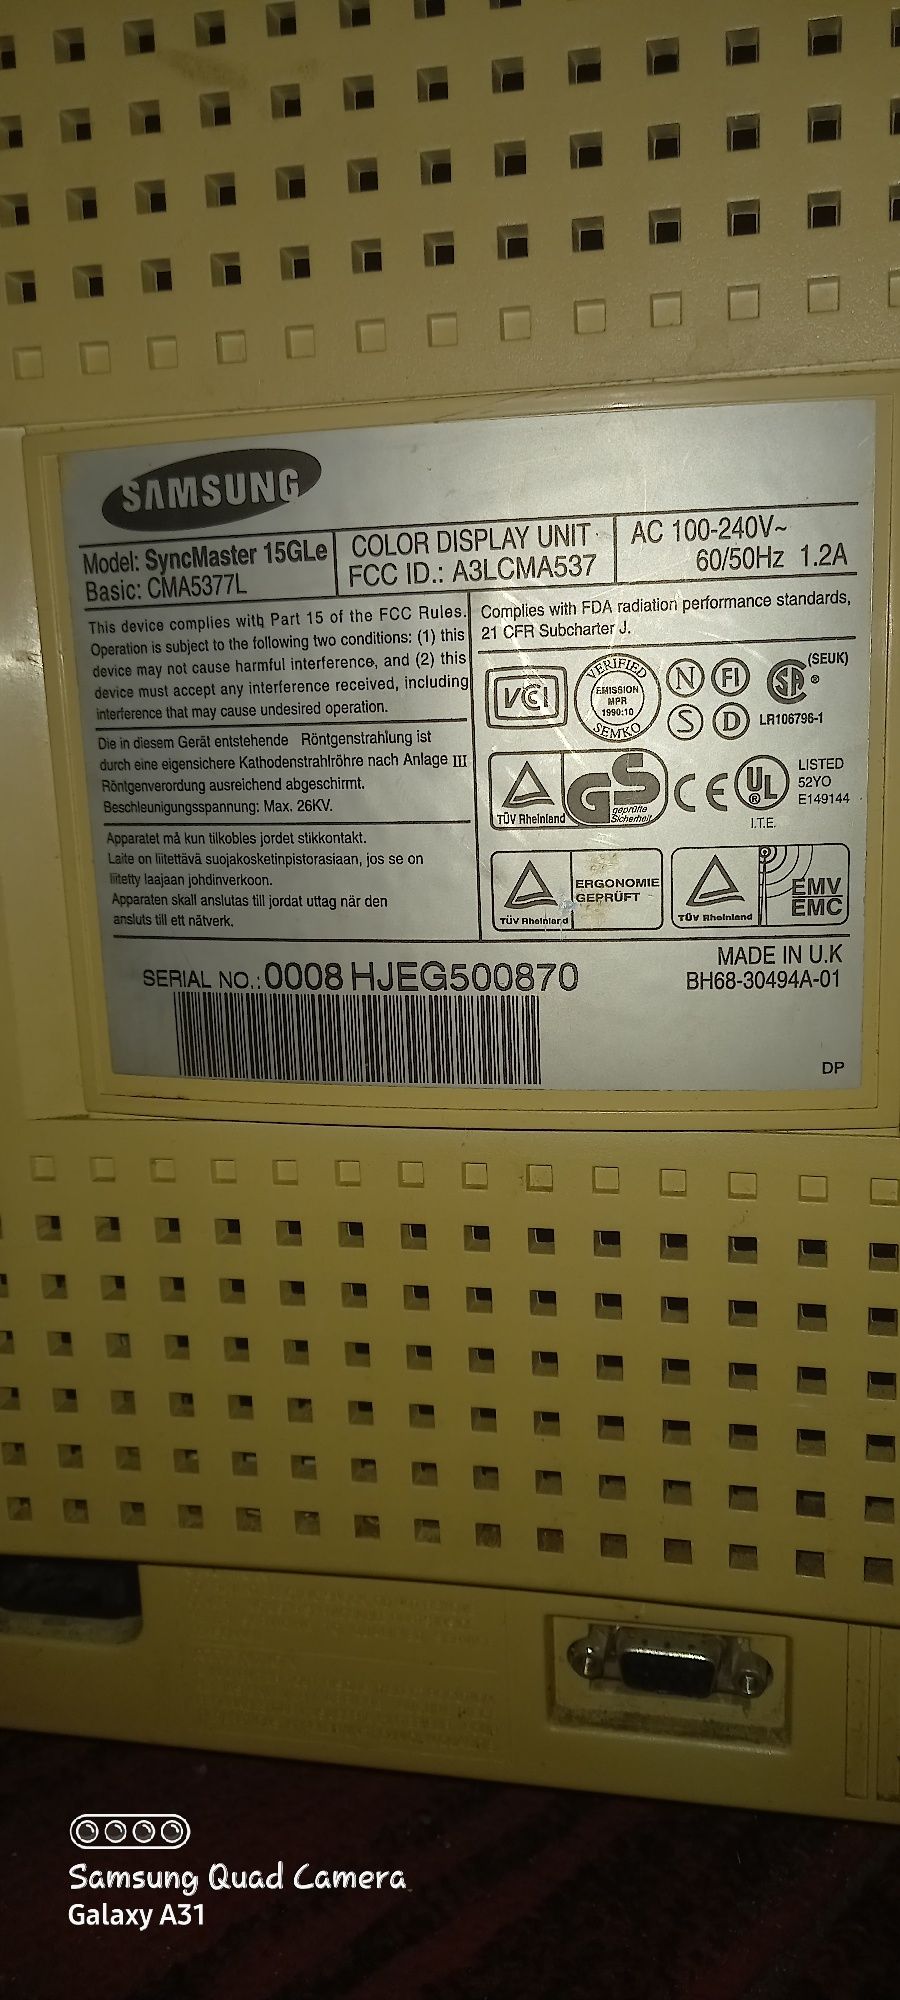 SAMSUNG
Model: SyncMaster 15GLe
Basic: CMA5377L
COLOR DISPLAY UNIT
FCC ID.: A3LCMA537
AC 100-240V~
60/50Hz 1.2A
This device complies with Part 15 of the FCC Rules.
Operation is subject to the following two conditions: (1) this
device may not cause harmful interference, and (2) this
device must accept any interference received, including
interference that may cause undesired operation.
Die in diesem Gerät entstehende Röntgenstrahlung ist
durch eine eigensichere Kathodenstrahlröhre nach Anlage III
Röntgenverordung ausreichend abgeschirmt.
Beschleunigungsspannung: Max. 26KV.
Apparatet må kun tilkobles jordet stikkontakt.
Laite on liitettävä suojakosketinpistorasiaan, jos se on
liitetty laajaan johdinverkoon.
Apparaten skall anslutas till jordat uttag när den
ansluts till ett nätverk.
Complies with FDA radiation performance standards,
21 CFR Subcharter J.
VCI
VERIFIED
EMISSION
MPR
1990:10
SEMKO
N
FI
S
D
SA
(SEUK)
®
LR106796-1
TÜV Rheinland
GS
geprüfte
Sicherheit
CE
UL
®
I.T.E.
LISTED
52YO
E149144
TÜV Rheinland
ERGONOMIE
GEPRÜFT
TÜV Rheinland
EMV
EMC
SERIAL NO.: 0008 HJEG500870
MADE IN U.K
BH68-30494A-01
DP
Samsung Quad Camera
Galaxy A31